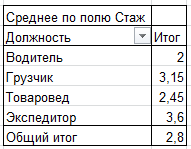 Среднее по полю Стаж
Должность Итог
Водитель 2
Грузчик 3,15
Товаровед 2,45
Экспедитор 3,6
Общий итог 2,8